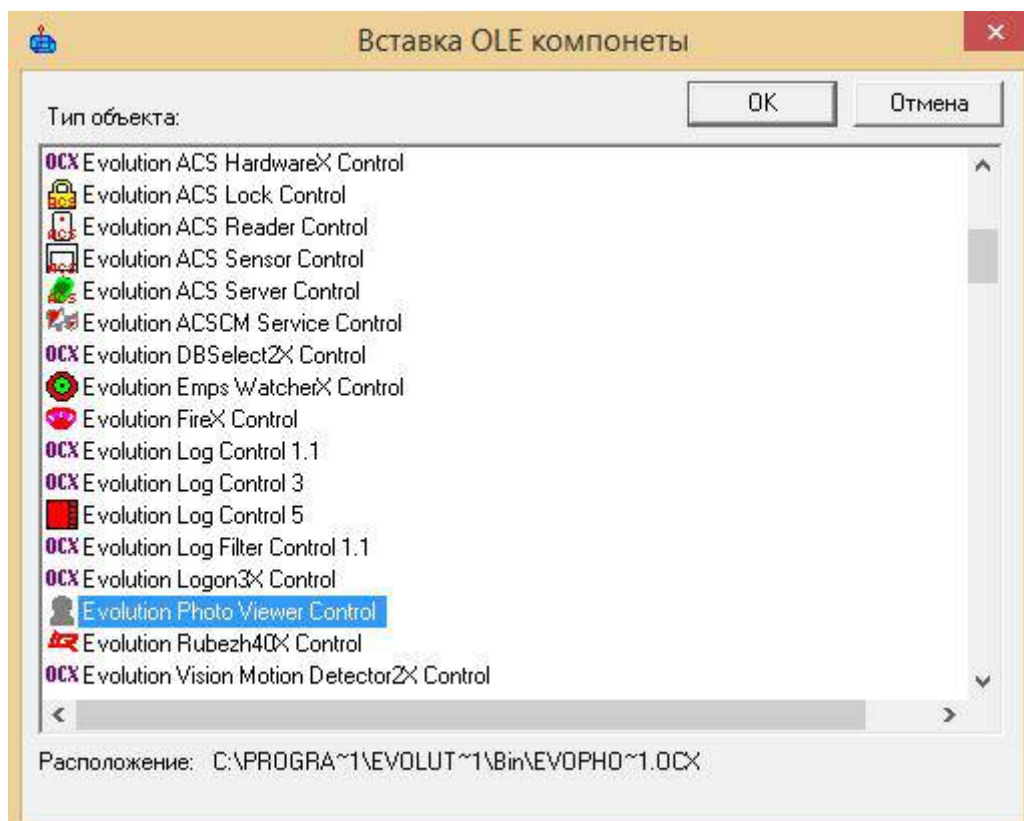 Вставка OLE компонеты
Тип объекта:
OK
Отмена
OCX Evolution ACS HardwareX Control
Evolution ACS Lock Control
Evolution ACS Reader Control
Evolution ACS Sensor Control
Evolution ACS Server Control
Evolution ACSCM Service Control
OCX Evolution DBSelect2X Control
Evolution Emps WatcherX Control
Evolution FireX Control
OCX Evolution Log Control 1.1
OCX Evolution Log Control 3
Evolution Log Control 5
OCX Evolution Log Filter Control 1.1
OCX Evolution Logon3X Control
Evolution Photo Viewer Control
Evolution Rubezh40X Control
OCX Evolution Vision Motion Detector2X Control
Расположение: C:\PROGRA~1\EVOLUT~1\Bin\EVOPHO~1.OCX